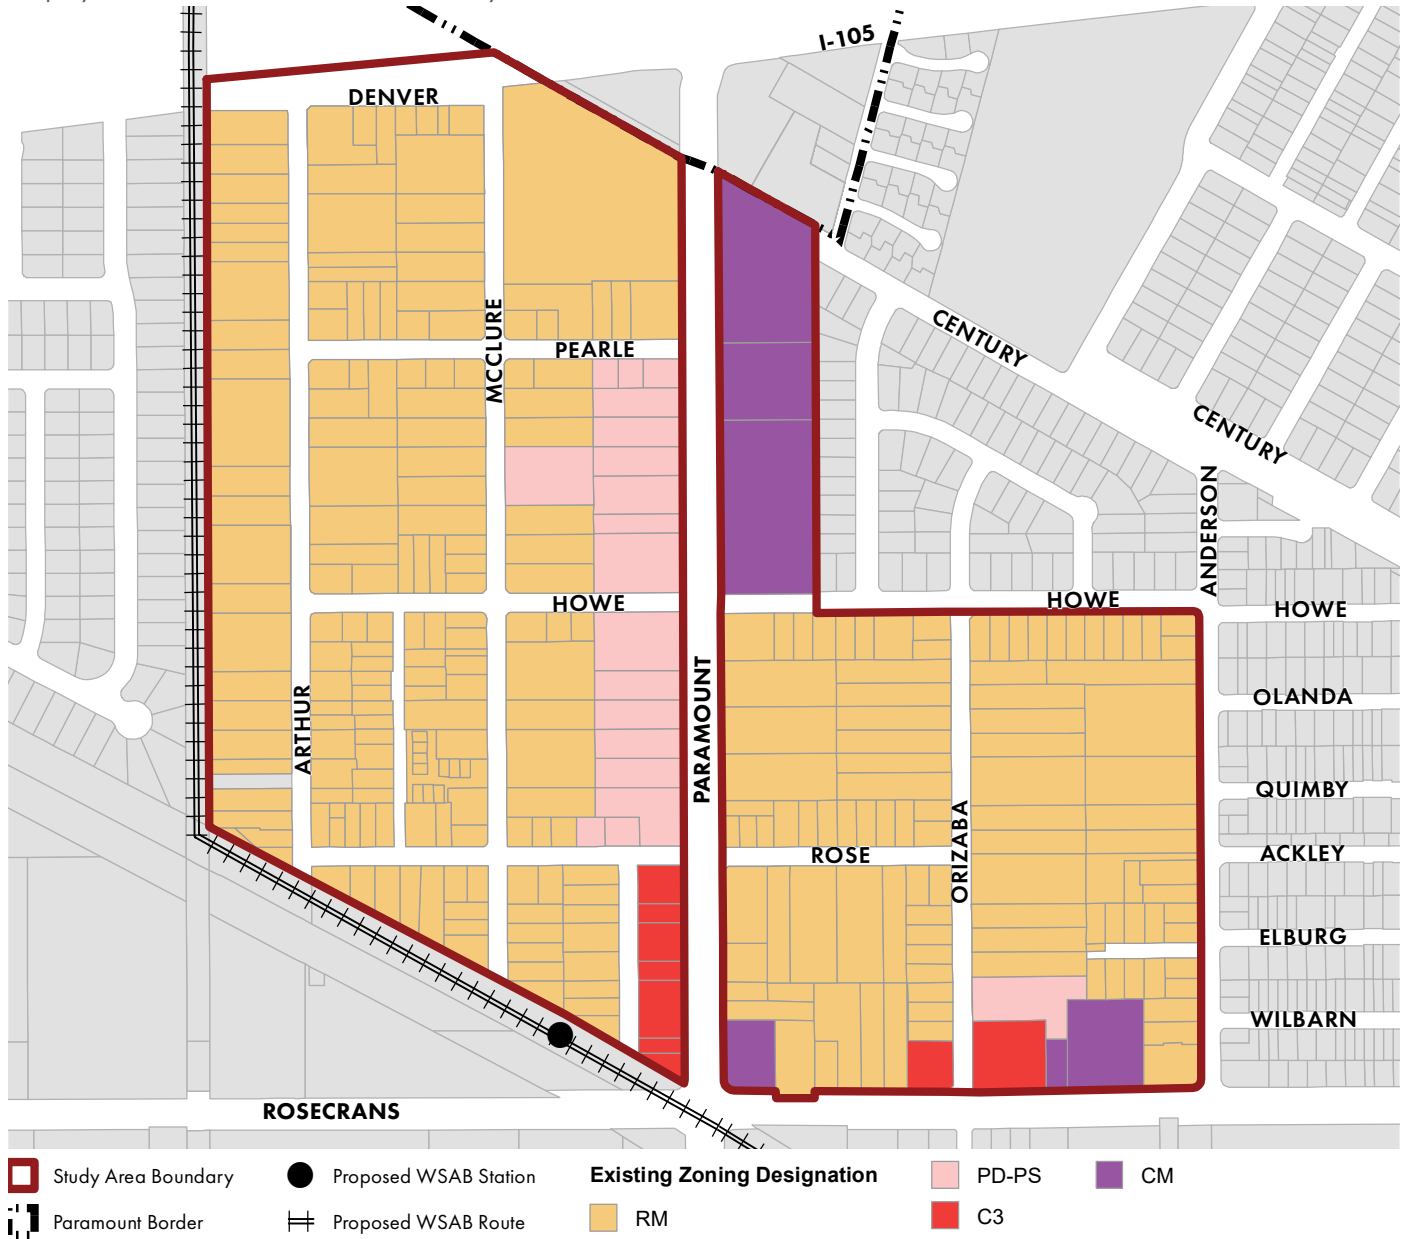 I-105
DENVER
MCCLURE
CENTURY
PEARLE
CENTURY
ANDERSON
HOWE
HOWE
HOWE
PARAMOUNT
ARTHUR
OLANDA
QUIMBY
ORIZABA
ROSE
ACKLEY
ELBURG
WILBARN
ROSECRANS
Study Area Boundary
Proposed WSAB Station
Existing Zoning Designation
PD-PS
CM
Paramount Border
Proposed WSAB Route
RM
C3